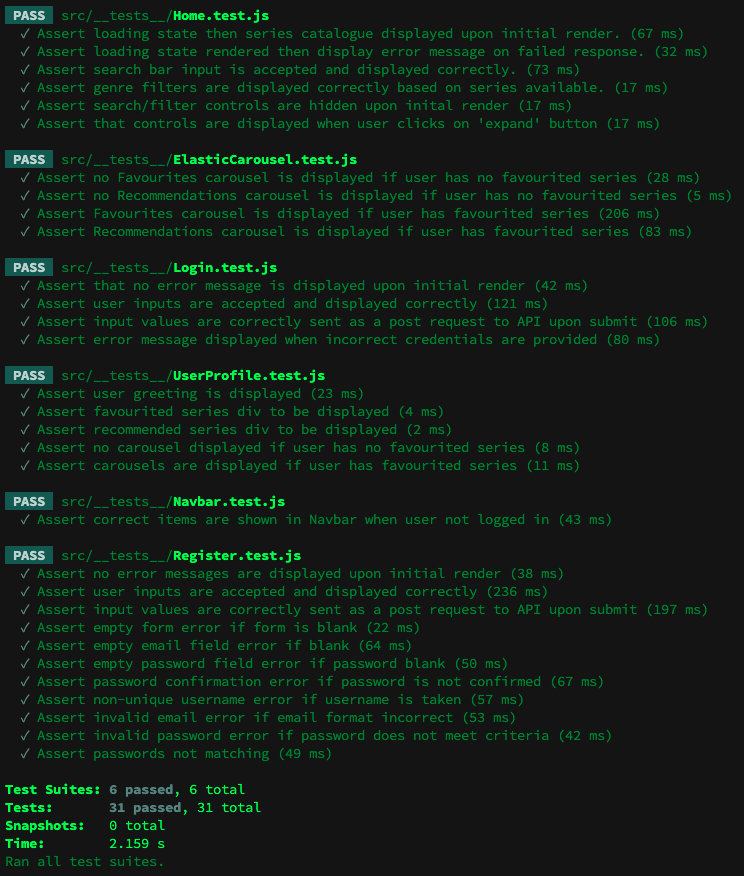 PASS src/__tests__/Home.test.js
✓ Assert loading state then series catalogue displayed upon initial render. (67 ms)
✓ Assert loading state rendered then display error message on failed response. (32 ms)
✓ Assert search bar input is accepted and displayed correctly. (73 ms)
✓ Assert genre filters are displayed correctly based on series available. (17 ms)
✓ Assert search/filter controls are hidden upon inital render (17 ms)
✓ Assert that controls are displayed when user clicks on 'expand' button (17 ms)
PASS src/__tests__/ElasticCarousel.test.js
✓ Assert no Favourites carousel is displayed if user has no favourited series (28 ms)
✓ Assert no Recommendations carousel is displayed if user has no favourited series (5 ms)
✓ Assert Favourites carousel is displayed if user has favourited series (206 ms)
✓ Assert Recommendations carousel is displayed if user has favourited series (83 ms)
PASS src/__tests__/Login.test.js
✓ Assert that no error message is displayed upon initial render (42 ms)
✓ Assert user inputs are accepted and displayed correctly (121 ms)
✓ Assert input values are correctly sent as a post request to API upon submit (106 ms)
✓ Assert error message displayed when incorrect credentials are provided (80 ms)
PASS src/__tests__/UserProfile.test.js
✓ Assert user greeting is displayed (23 ms)
✓ Assert favourited series div to be displayed (4 ms)
✓ Assert recommended series div to be displayed (2 ms)
✓ Assert no carousel displayed if user has no favourited series (8 ms)
✓ Assert carousels are displayed if user has favourited series (11 ms)
PASS src/__tests__/Navbar.test.js
✓ Assert correct items are shown in Navbar when user not logged in (43 ms)
PASS src/__tests__/Register.test.js
✓ Assert no error messages are displayed upon initial render (38 ms)
✓ Assert user inputs are accepted and displayed correctly (236 ms)
✓ Assert input values are correctly sent as a post request to API upon submit (197 ms)
✓ Assert empty form error if form is blank (22 ms)
✓ Assert empty email field error if blank (64 ms)
✓ Assert empty password field error if password blank (50 ms)
✓ Assert password confirmation error if password is not confirmed (67 ms)
✓ Assert non-unique username error if username is taken (57 ms)
✓ Assert invalid email error if email format incorrect (53 ms)
✓ Assert invalid password error if password does not meet criteria (42 ms)
✓ Assert passwords not matching (49 ms)
Test Suites: 6 passed, 6 total
Tests: 31 passed, 31 total
Snapshots: 0 total
Time: 2.159 s
Ran all test suites.